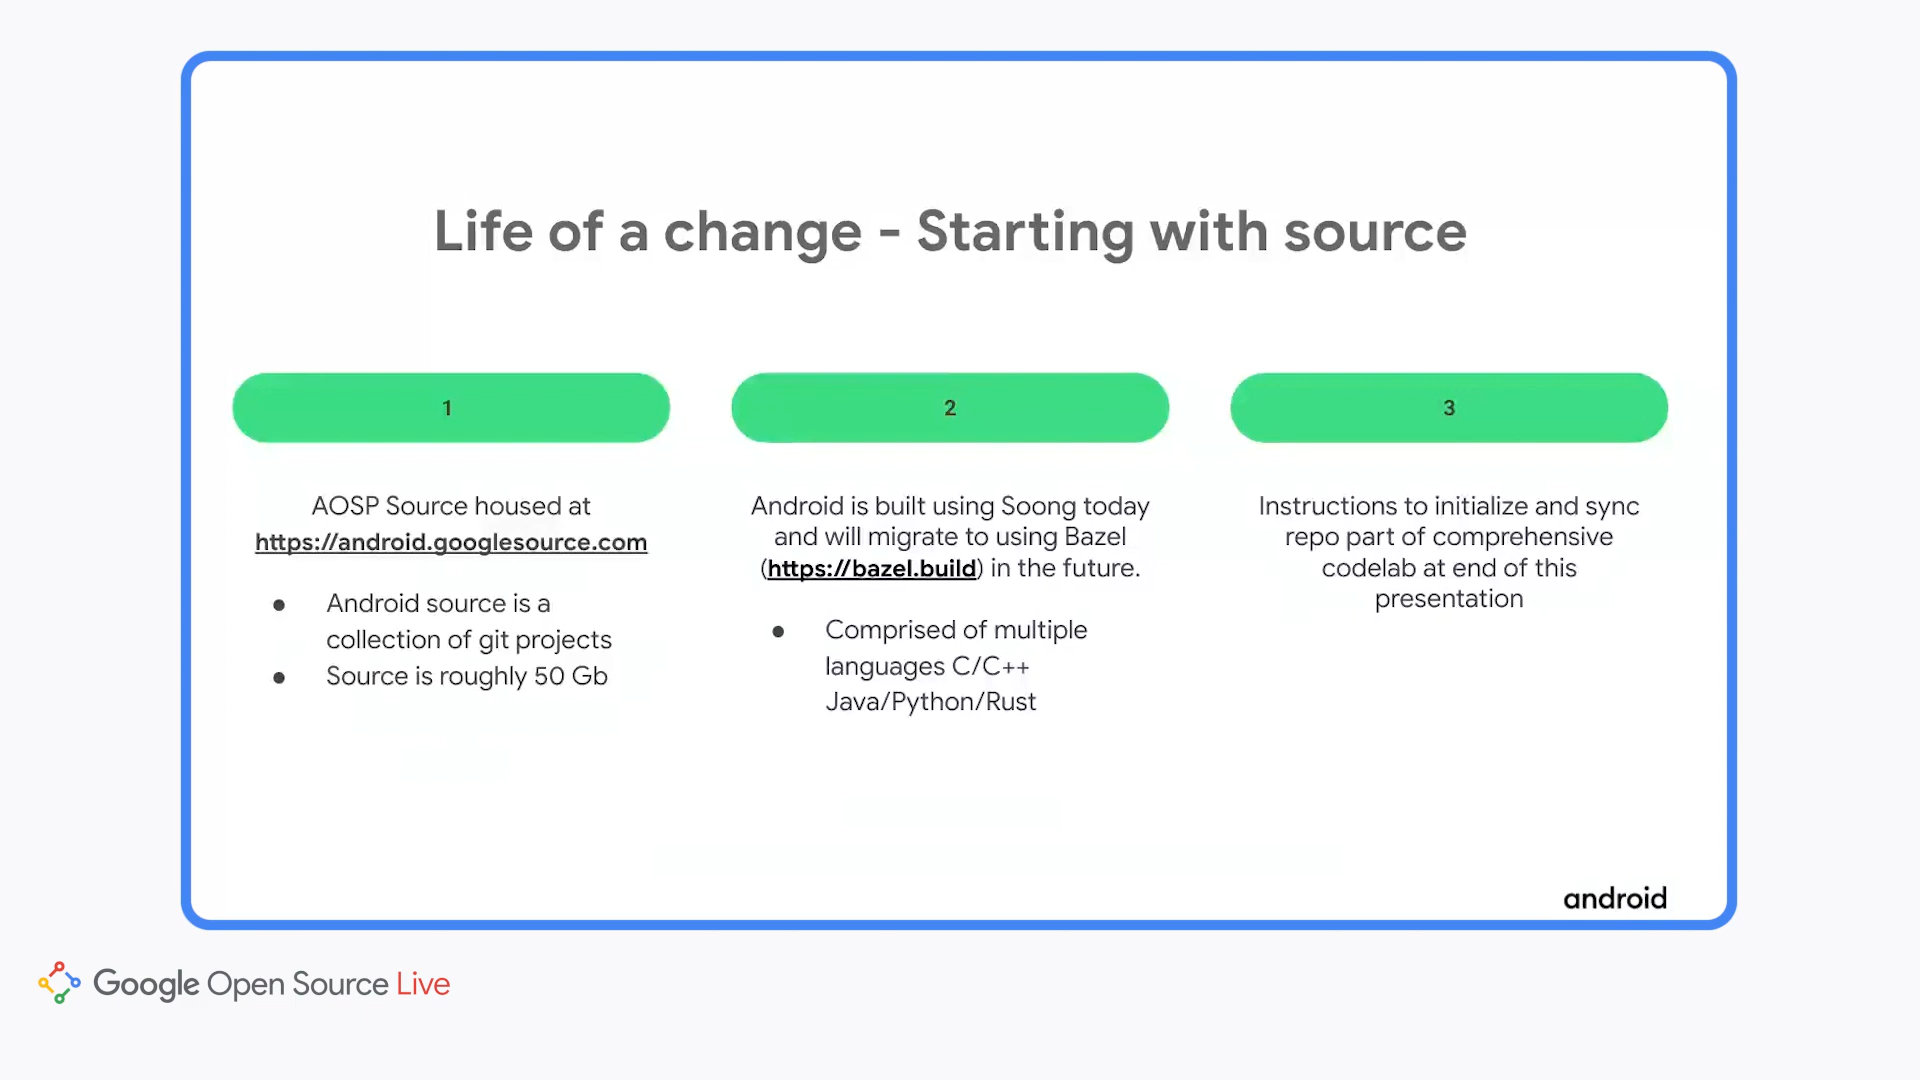 Life of a change - Starting with source
1
AOSP Source housed at
https://android.googlesource.com
● Android source is a
collection of git projects
● Source is roughly 50 Gb
2
Android is built using Soong today
and will migrate to using Bazel
(https://bazel.build) in the future.
● Comprised of multiple
languages C/C++
Java/Python/Rust
3
Instructions to initialize and sync
repo part of comprehensive
codelab at end of this
presentation
android
Google Open Source Live